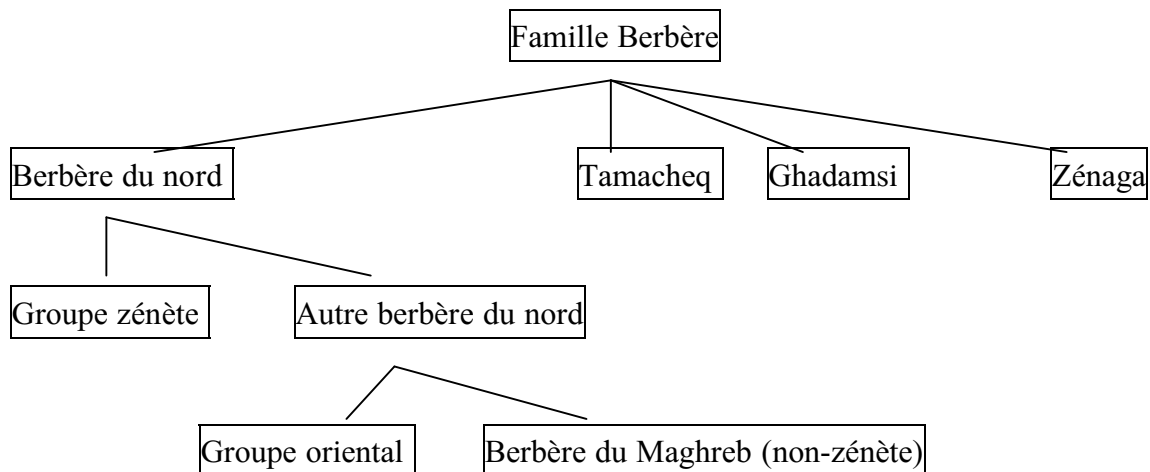 Famille Berbère
Berbère du nord Tamacheq Ghadamsi Zénaga
Groupe zénète Autre berbère du nord
Groupe oriental Berbère du Maghreb (non-zénète)